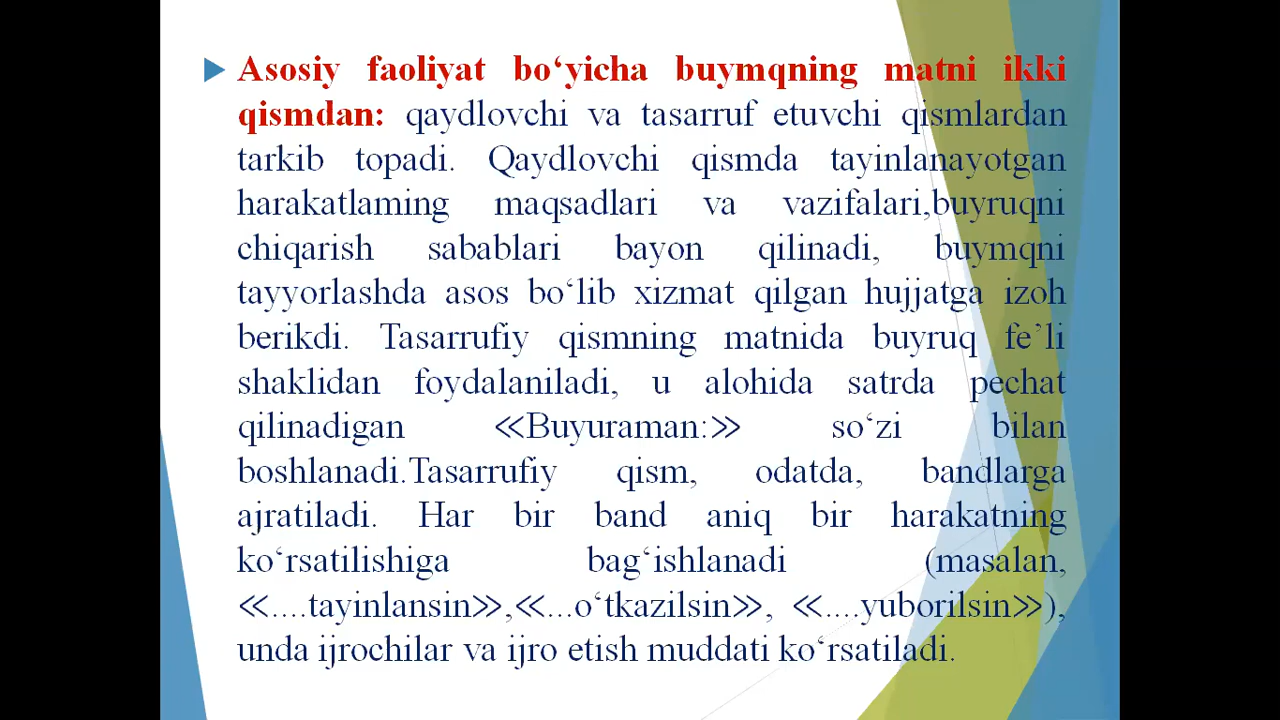 Asosiy faoliyat bo‘yicha buymqning matni ikki
qismdan: qaydlovchi va tasarruf etuvchi qismlardan
tarkib topadi. Qaydlovchi qismda tayinlanayotgan
harakatlaming maqsadlari va vazifalari,buyruqni
chiqarish sabablari bayon qilinadi, buymqni
tayyorlashda asos bo‘lib xizmat qilgan hujjatga izoh
berikdi. Tasarrufiy qismning matnida buyruq fe’li
shaklidan foydalaniladi, u alohida satrda pechat
qilinadigan ≪Buyuraman:≫ so‘zi bilan
boshlanadi.Tasarrufiy qism, odatda, bandlarga
ajratiladi. Har bir band aniq bir harakatning
ko‘rsatilishiga bag‘ishlanadi (masalan,
≪....tayinlansin≫,≪...o‘tkazilsin≫, ≪....yuborilsin≫),
unda ijrochilar va ijro etish muddati ko‘rsatiladi.